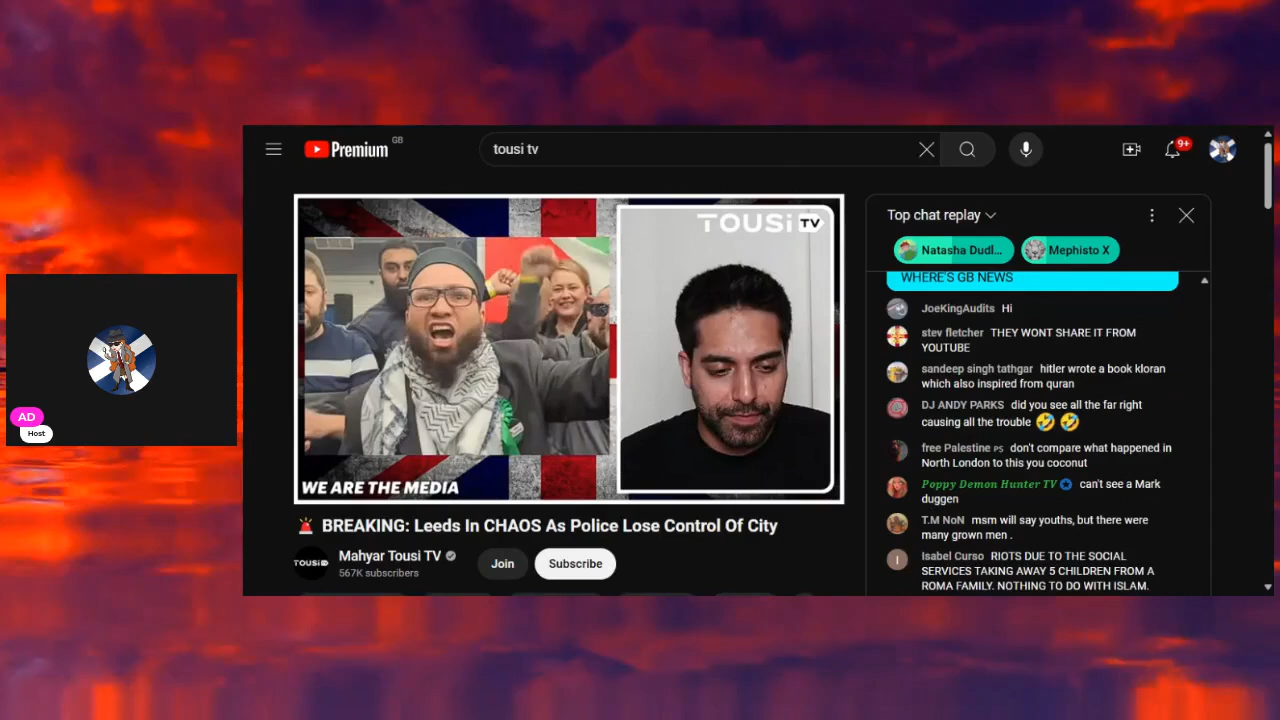 Premium GB
tousi tv
9+
TOUSi TV
WE ARE THE MEDIA
AD
Host
BREAKING: Leeds In CHAOS As Police Lose Control Of City
TOUSi TV
Mahyar Tousi TV
567K subscribers
Join
Subscribe
Top chat replay
Natasha Dudl...
Mephisto X
WHERE'S GB NEWS
JoeKingAudits Hi
stev fletcher THEY WONT SHARE IT FROM
YOUTUBE
sandeep singh tathgar hitler wrote a book kloran
which also inspired from quran
DJ ANDY PARKS did you see all the far right
causing all the trouble 🤣 🤣
free Palestine PS don't compare what happened in
North London to this you coconut
Poppy Demon Hunter TV can't see a Mark
duggen
T.M NoN msm will say youths, but there were
many grown men .
I
Isabel Curso RIOTS DUE TO THE SOCIAL
SERVICES TAKING AWAY 5 CHILDREN FROM A
ROMA FAMILY. NOTHING TO DO WITH ISLAM.